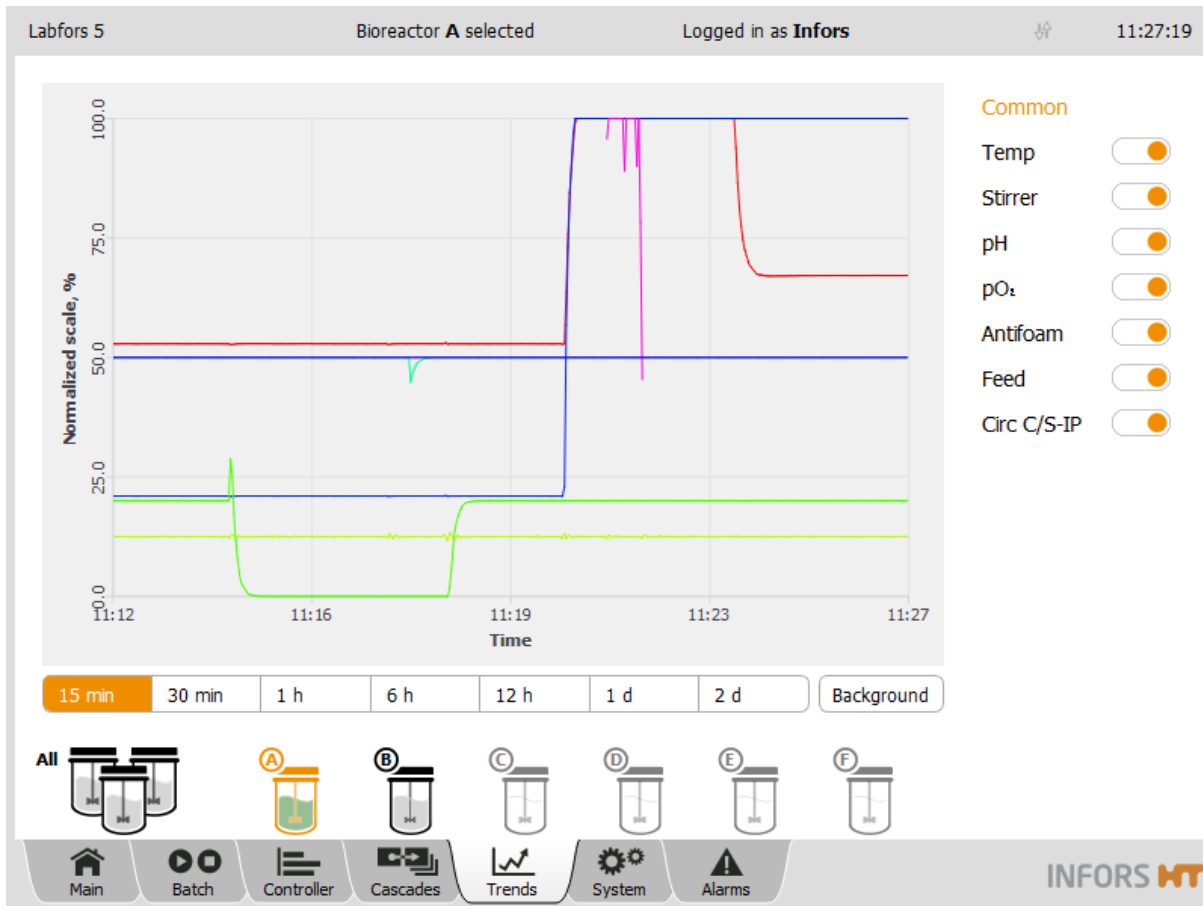 Labfors 5 Bioreactor A selected Logged in as Infors 11:27:19
Common
Temp
Stirrer
pH
pO₂
Antifoam
Feed
Circ C/S-IP
Normalized scale, %
100.0
75.0
50.0
25.0
0.0
11:12 11:16 11:19 11:23 11:27
Time
15 min 30 min 1 h 6 h 12 h 1 d 2 d Background
All A B C D E F
Main Batch Controller Cascades Trends System Alarms
INFORS HT